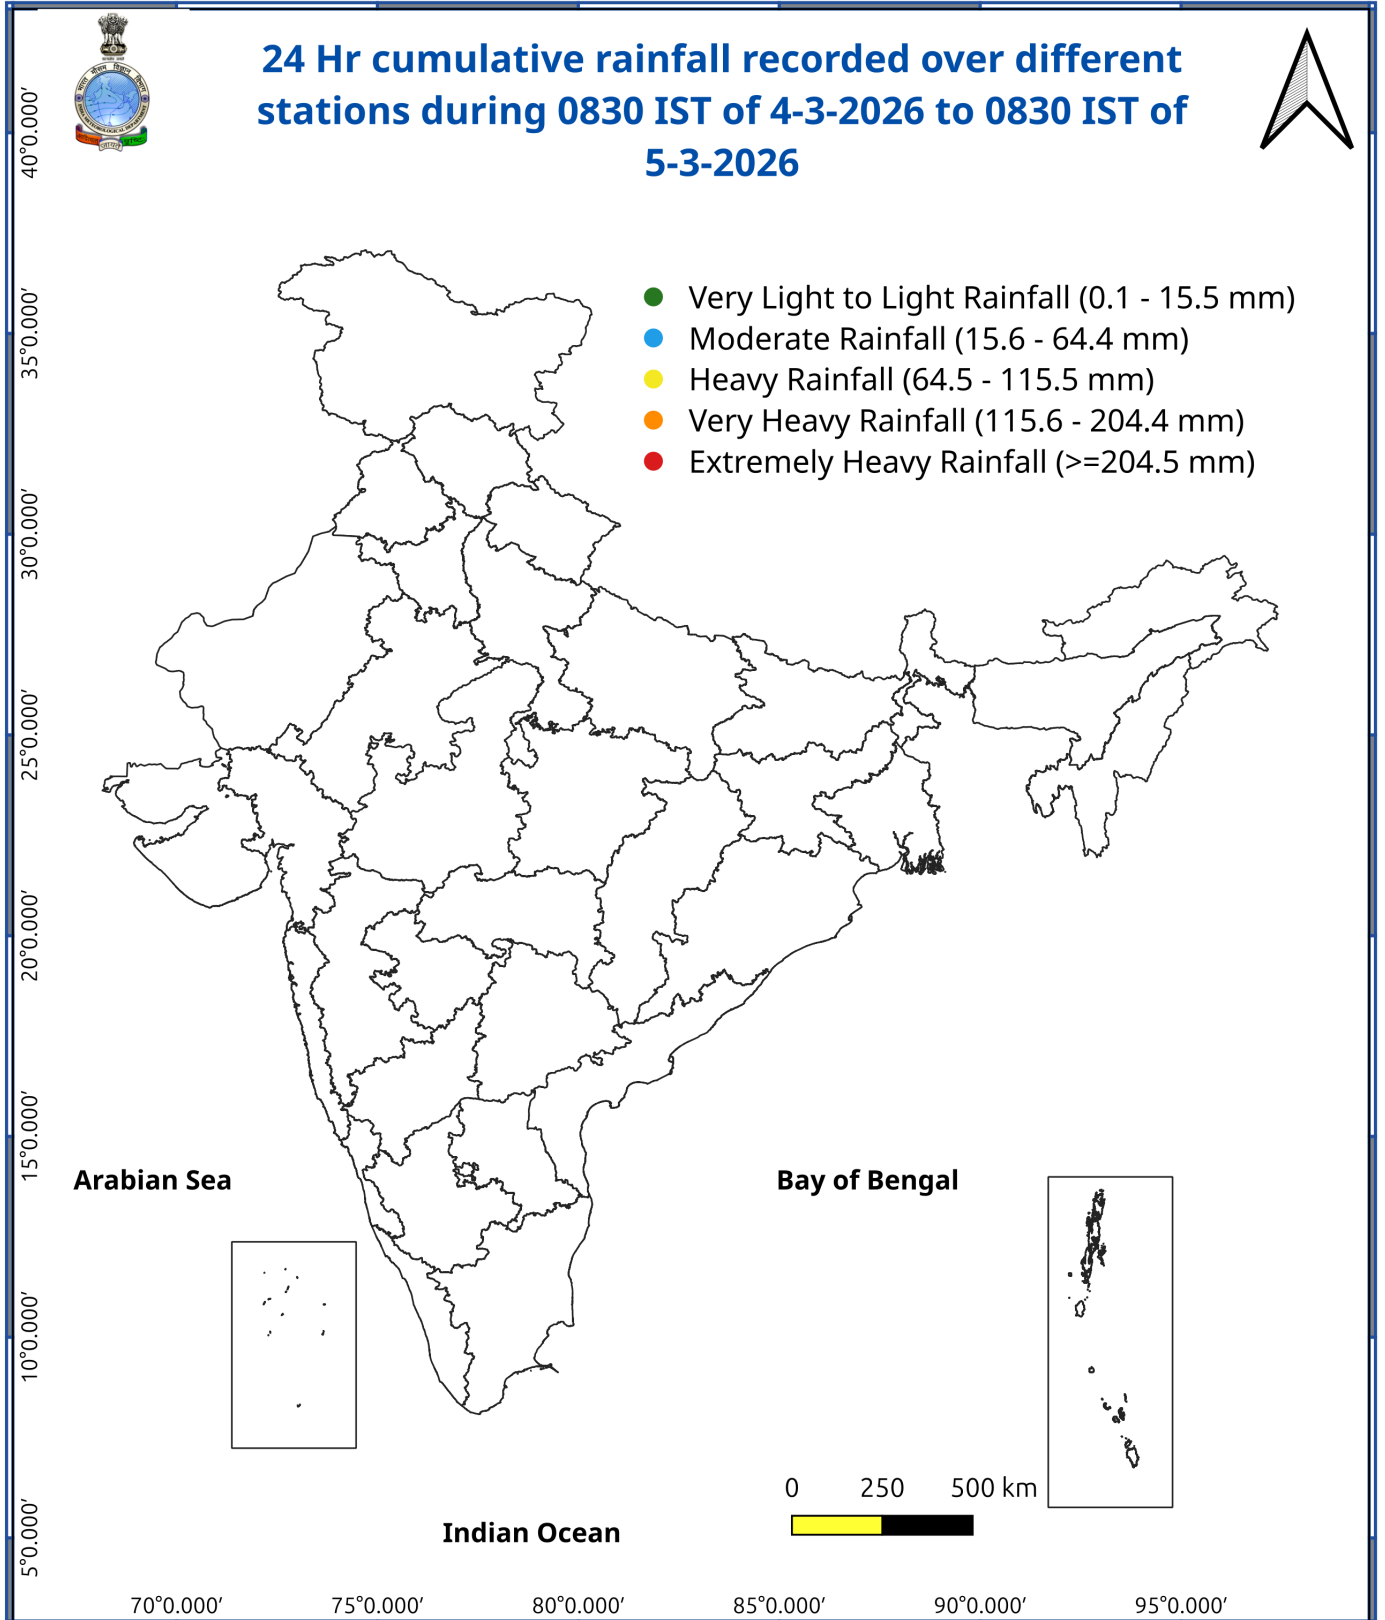 24 Hr cumulative rainfall recorded over different
stations during 0830 IST of 4-3-2026 to 0830 IST of
5-3-2026
Very Light to Light Rainfall (0.1 - 15.5 mm)
Moderate Rainfall (15.6 - 64.4 mm)
Heavy Rainfall (64.5 - 115.5 mm)
Very Heavy Rainfall (115.6 - 204.4 mm)
Extremely Heavy Rainfall (>=204.5 mm)
40°0.000′
35°0.000′
30°0.000′
25°0.000′
20°0.000′
15°0.000′
10°0.000′
5°0.000′
Arabian Sea
Bay of Bengal
Indian Ocean
0 250 500 km
70°0.000′ 75°0.000′ 80°0.000′ 85°0.000′ 90°0.000′ 95°0.000′